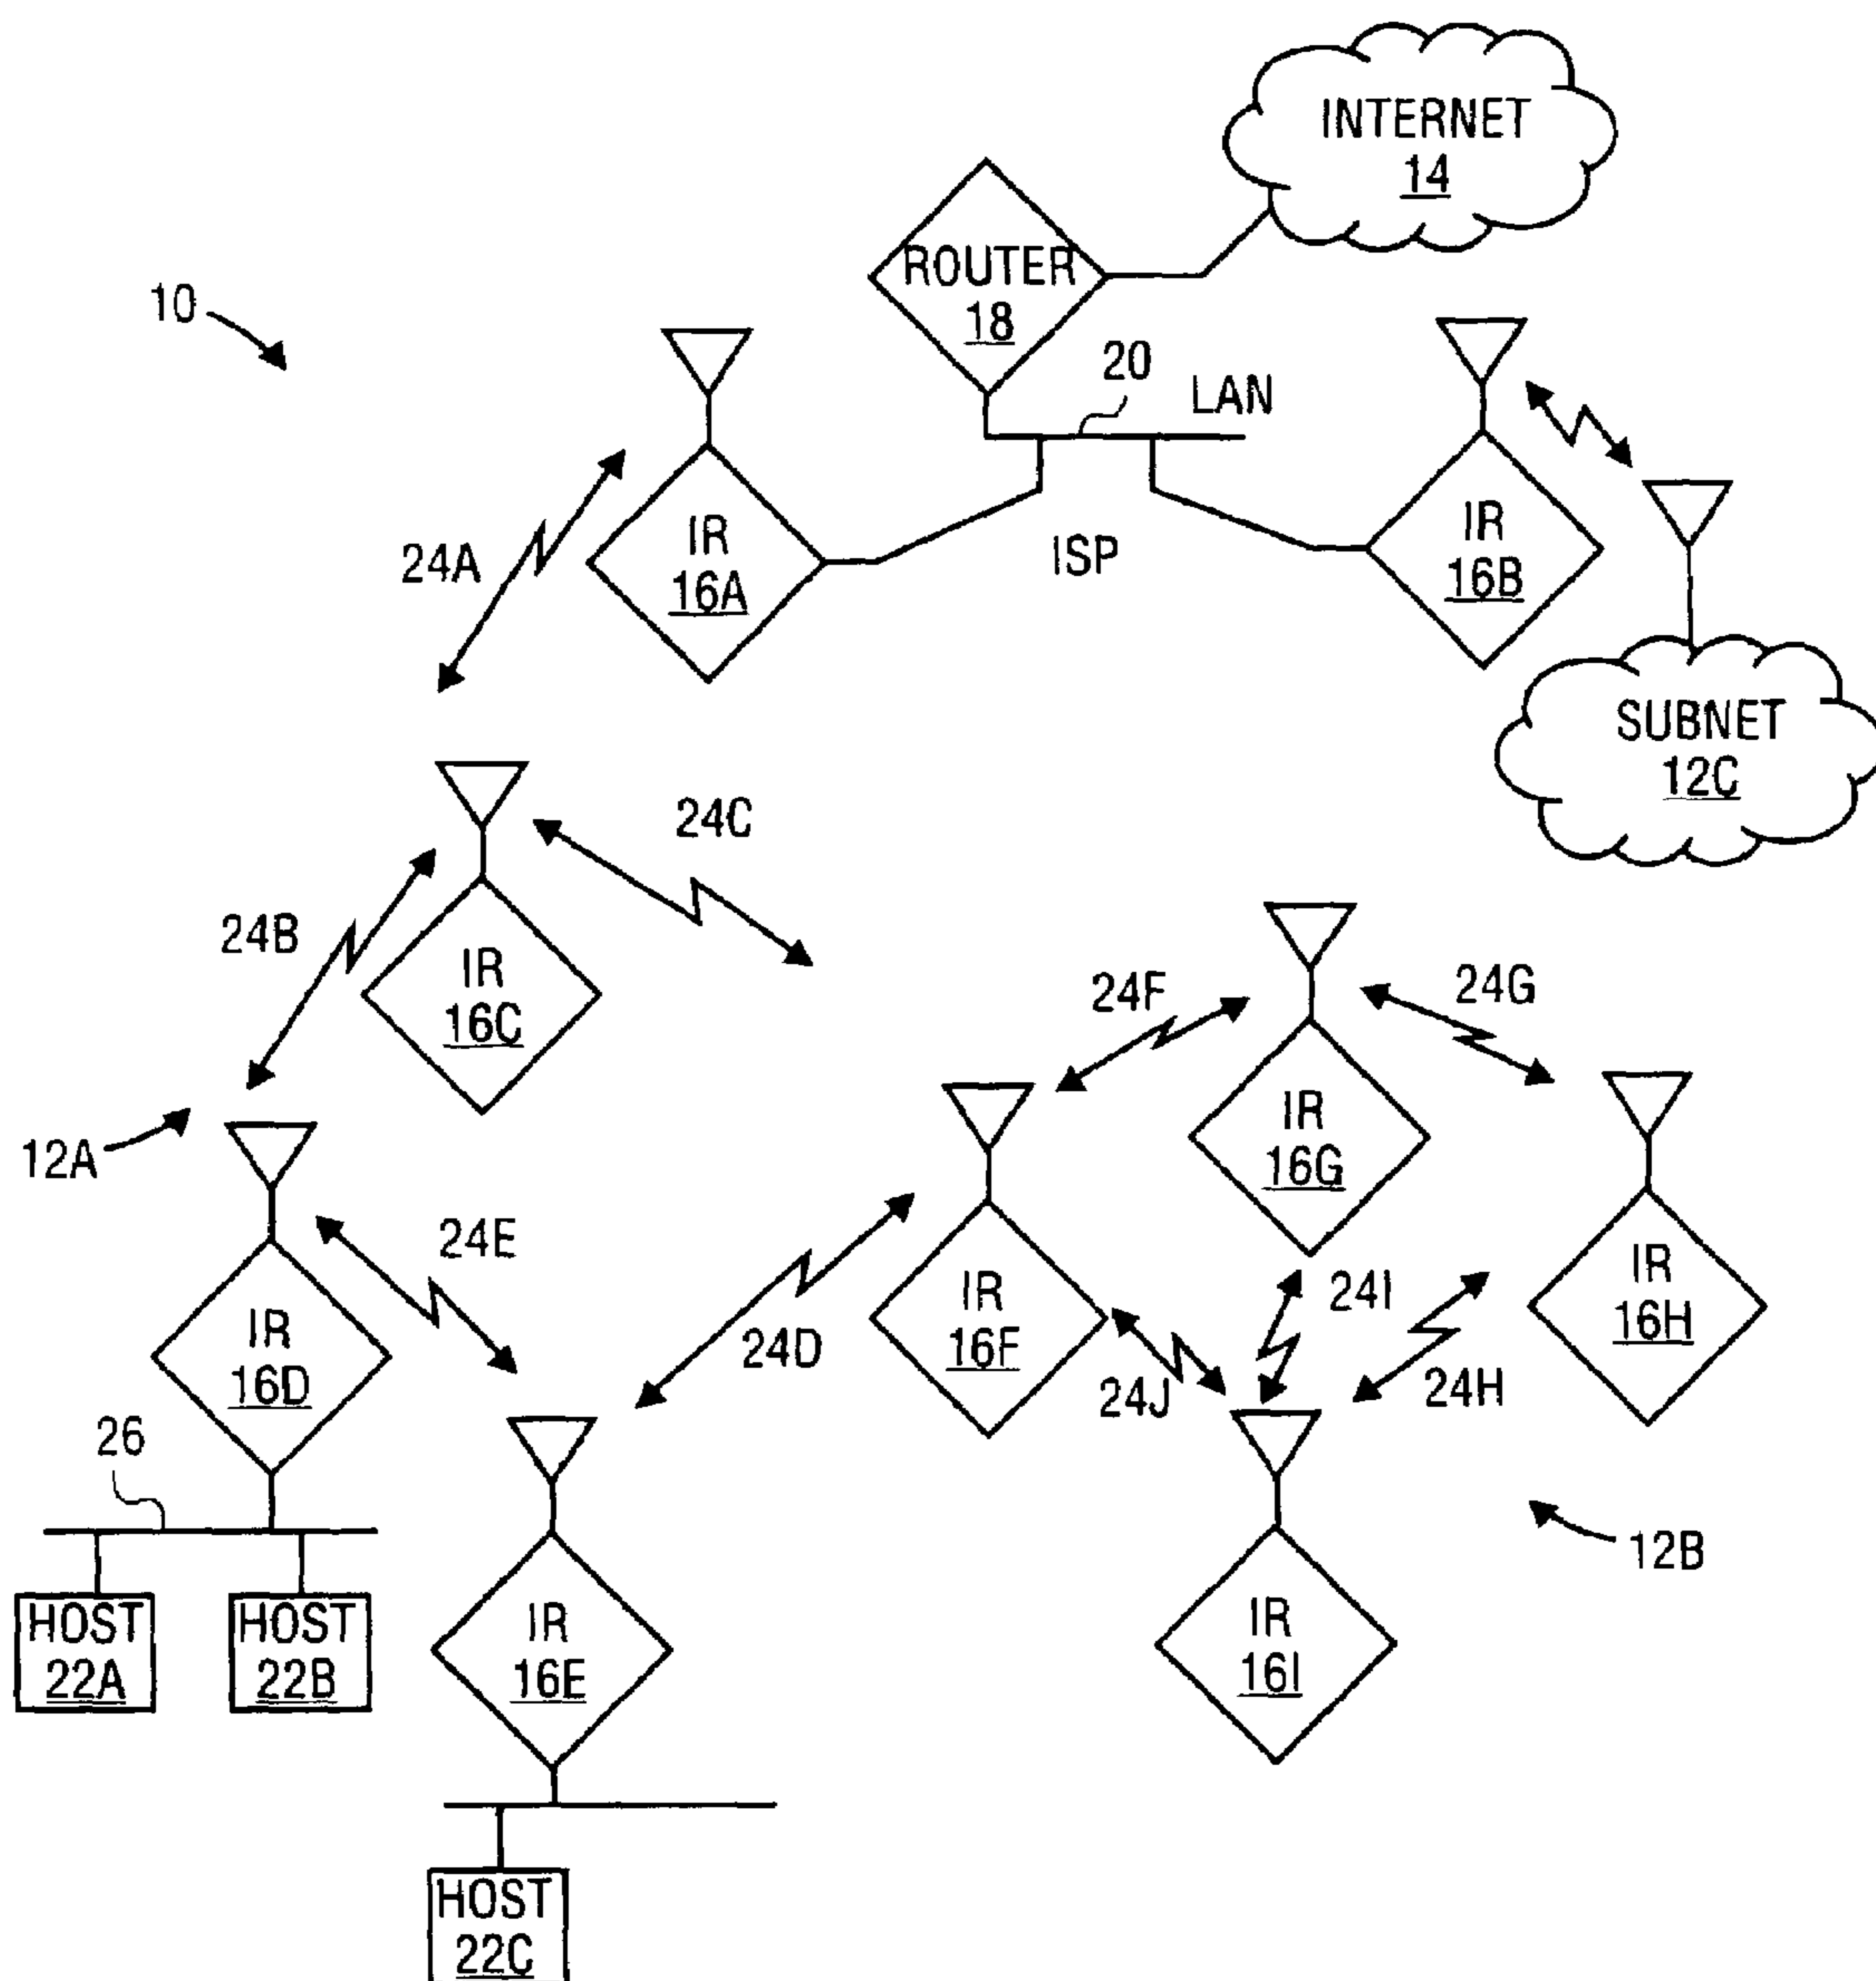 INTERNET
14
ROUTER
18
10
20
LAN
24A
IR
16A
ISP
IR
16B
SUBNET
12C
24C
24B
IR
16C
24F
24G
12A
IR
16G
24E
24D
IR
16F
24I
IR
16H
IR
16D
24J
24H
26
12B
HOST
22A
HOST
22B
IR
16E
IR
16I
HOST
22C